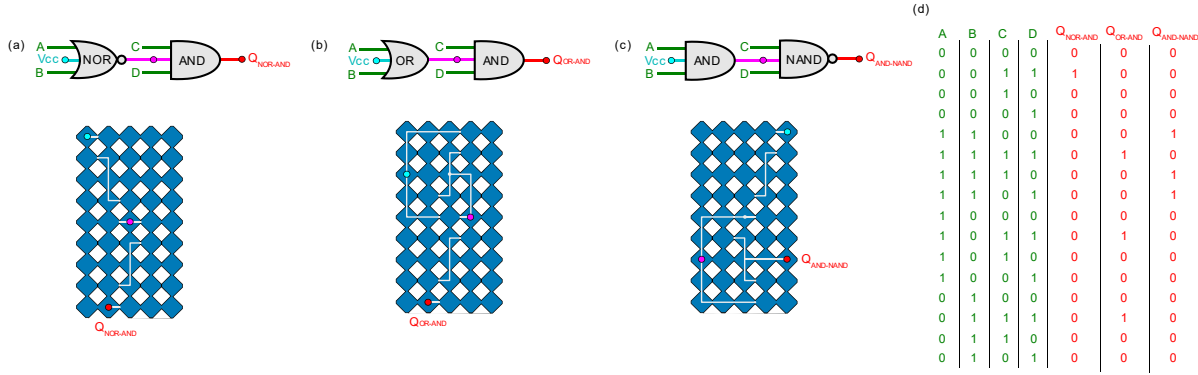 (a)
A
Vcc
B
NOR
C
D
AND
Q NOR-AND
Q NOR-AND
(b)
A
Vcc
B
OR
C
D
AND
Q OR-AND
Q OR-AND
(c)
A
Vcc
B
AND
C
D
NAND
Q AND-NAND
Q AND-NAND
(d)
A B C D Q NOR-AND Q OR-AND Q AND-NAND
0 0 0 0 0 0 0
0 0 1 1 1 0 0
0 0 1 0 0 0 0
0 0 0 1 0 0 0
1 1 0 0 0 0 1
1 1 1 1 0 1 0
1 1 1 0 0 0 1
1 1 0 1 0 0 1
1 0 0 0 0 0 0
1 0 1 1 0 1 0
1 0 1 0 0 0 0
1 0 0 1 0 0 0
0 1 0 0 0 0 0
0 1 1 1 0 1 0
0 1 1 0 0 0 0
0 1 0 1 0 0 0